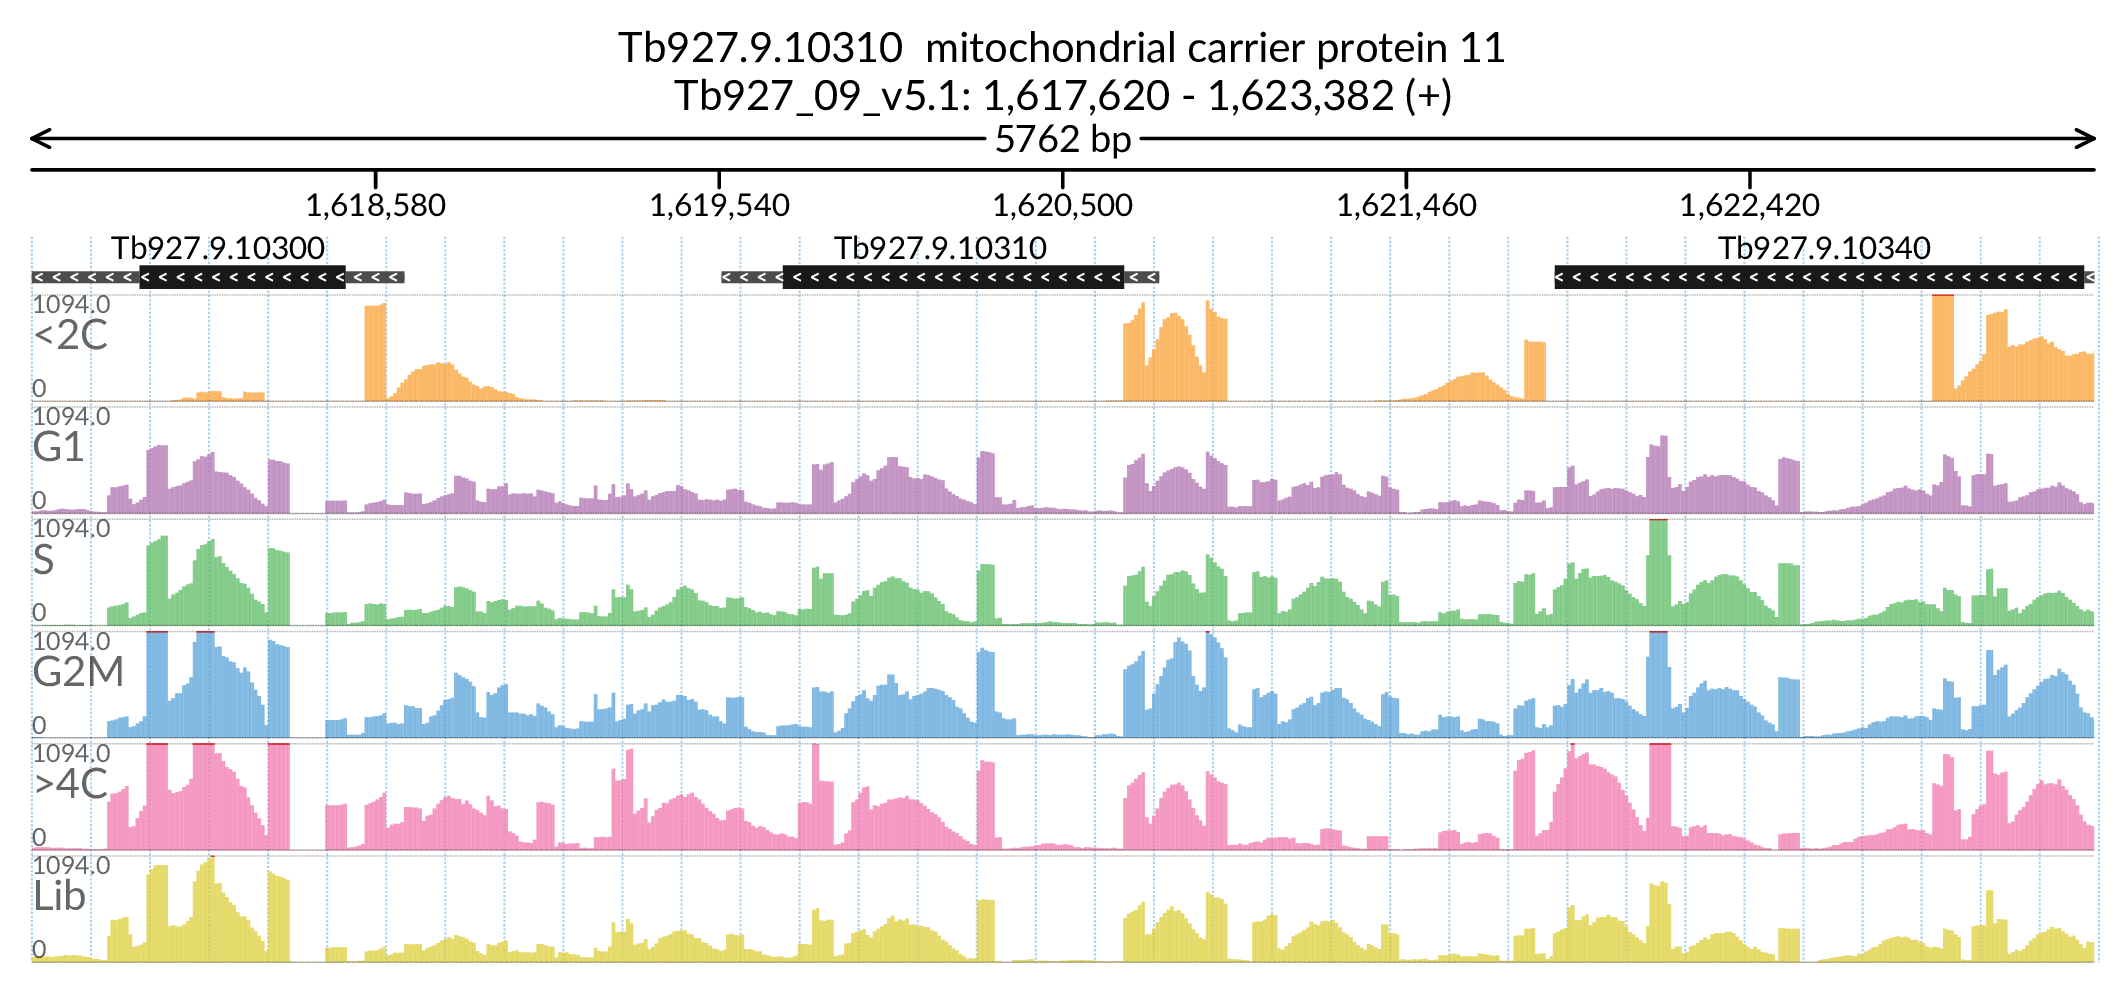 Tb927.9.10310 mitochondrial carrier protein 11
Tb927_09_v5.1: 1,617,620 - 1,623,382 (+)
5762 bp
1,618,580 1,619,540 1,620,500 1,621,460 1,622,420
Tb927.9.10300 Tb927.9.10310 Tb927.9.10340
1094.0
<2C
0
1094.0
G1
0
1094.0
S
0
1094.0
G2M
0
1094.0
>4C
0
1094.0
Lib
0